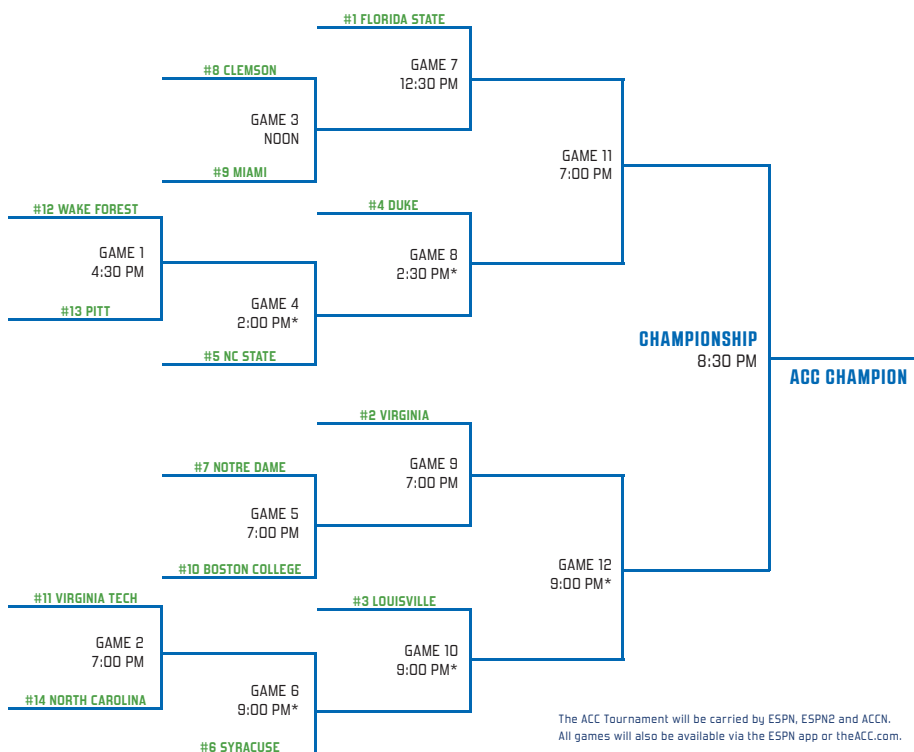 #1 FLORIDA STATE
GAME 7
12:30 PM
#8 CLEMSON
GAME 3
NOON
#9 MIAMI
GAME 11
7:00 PM
#12 WAKE FOREST
GAME 1
4:30 PM
#13 PITT
#4 DUKE
GAME 8
2:30 PM*
GAME 4
2:00 PM*
#5 NC STATE
CHAMPIONSHIP
8:30 PM
ACC CHAMPION
#2 VIRGINIA
GAME 9
7:00 PM
#7 NOTRE DAME
GAME 5
7:00 PM
#10 BOSTON COLLEGE
GAME 12
9:00 PM*
#11 VIRGINIA TECH
GAME 2
7:00 PM
#14 NORTH CAROLINA
#3 LOUISVILLE
GAME 10
9:00 PM*
GAME 6
9:00 PM*
#6 SYRACUSE
The ACC Tournament will be carried by ESPN, ESPN2 and ACCN.
All games will also be available via the ESPN app or theACC.com.